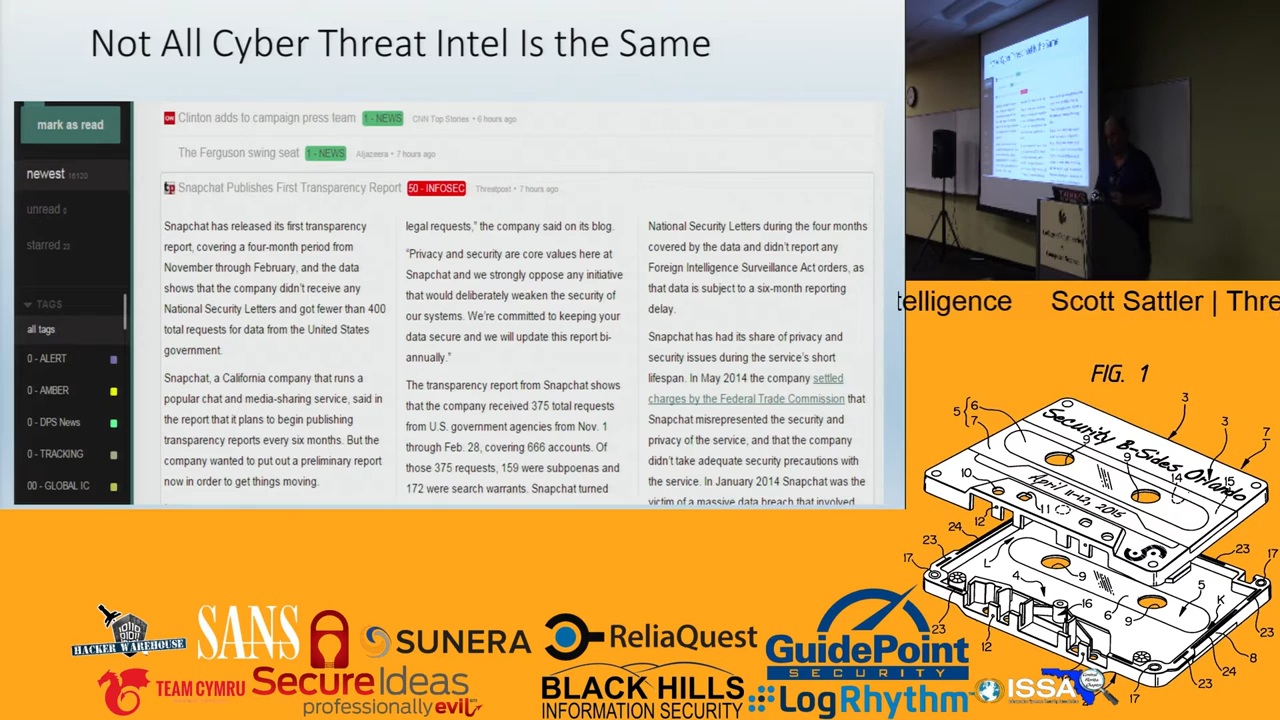 Not All Cyber Threat Intel Is the Same
mark as read
newest 16120
unread 0
starred 23
TAGS
all tags
0 - ALERT
0 - AMBER
0 - DPS News
0 - TRACKING
00 - GLOBAL IC
Clinton adds to campaign press team 1 - NEWS CNN Top Stories • 6 hours ago
The Ferguson swing seat 1 - NEWS Aljazeera • 7 hours ago
tp Snapchat Publishes First Transparency Report 50 - INFOSEC Threatpost • 7 hours ago
Snapchat has released its first transparency
report, covering a four-month period from
November through February, and the data
shows that the company didn't receive any
National Security Letters and got fewer than 400
total requests for data from the United States
government.
Snapchat, a California company that runs a
popular chat and media-sharing service, said in
the report that it plans to begin publishing
transparency reports every six months. But the
company wanted to put out a preliminary report
now in order to get things moving.
legal requests," the company said on its blog.
"Privacy and security are core values here at
Snapchat and we strongly oppose any initiative
that would deliberately weaken the security of
our systems. We're committed to keeping your
data secure and we will update this report bi-
annually."
The transparency report from Snapchat shows
that the company received 375 total requests
from U.S. government agencies from Nov. 1
through Feb. 28, covering 666 accounts. Of
those 375 requests, 159 were subpoenas and
172 were search warrants. Snapchat turned
National Security Letters during the four months
covered by the data and didn't report any
Foreign Intelligence Surveillance Act orders, as
that data is subject to a six-month reporting
delay.
Snapchat has had its share of privacy and
security issues during the service's short
lifespan. In May 2014 the company settled
charges by the Federal Trade Commission that
Snapchat misrepresented the security and
privacy of the service, and that the company
didn't take adequate security precautions with
the service. In January 2014 Snapchat was the
victim of a massive data breach that involved
telligence Scott Sattler | Thre
FIG. 1
Security B-Sides Orlando
April 11-12, 2015
HACKER WAREHOUSE
SANS
SUNERA
ReliaQuest
GuidePoint
SECURITY
TEAM CYMRU
SecureIdeas
professionallyevil
BLACK HILLS
INFORMATION SECURITY
LogRhythm
ISSA